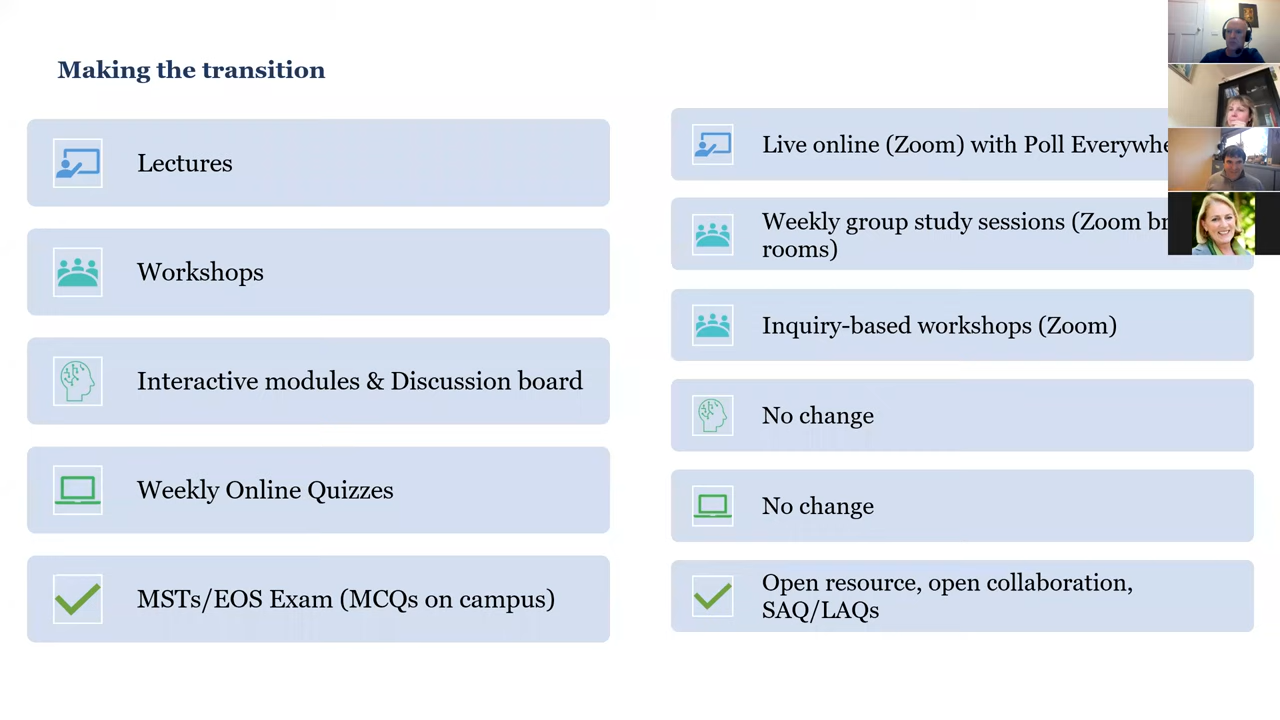 Making the transition
Lectures
Workshops
Interactive modules & Discussion board
Weekly Online Quizzes
MSTs/EOS Exam (MCQs on campus)
Live online (Zoom) with Poll
Weekly group study sessions (Zoom
rooms)
Inquiry-based workshops (Zoom)
No change
No change
Open resource, open collaboration,
SAQ/LAQs